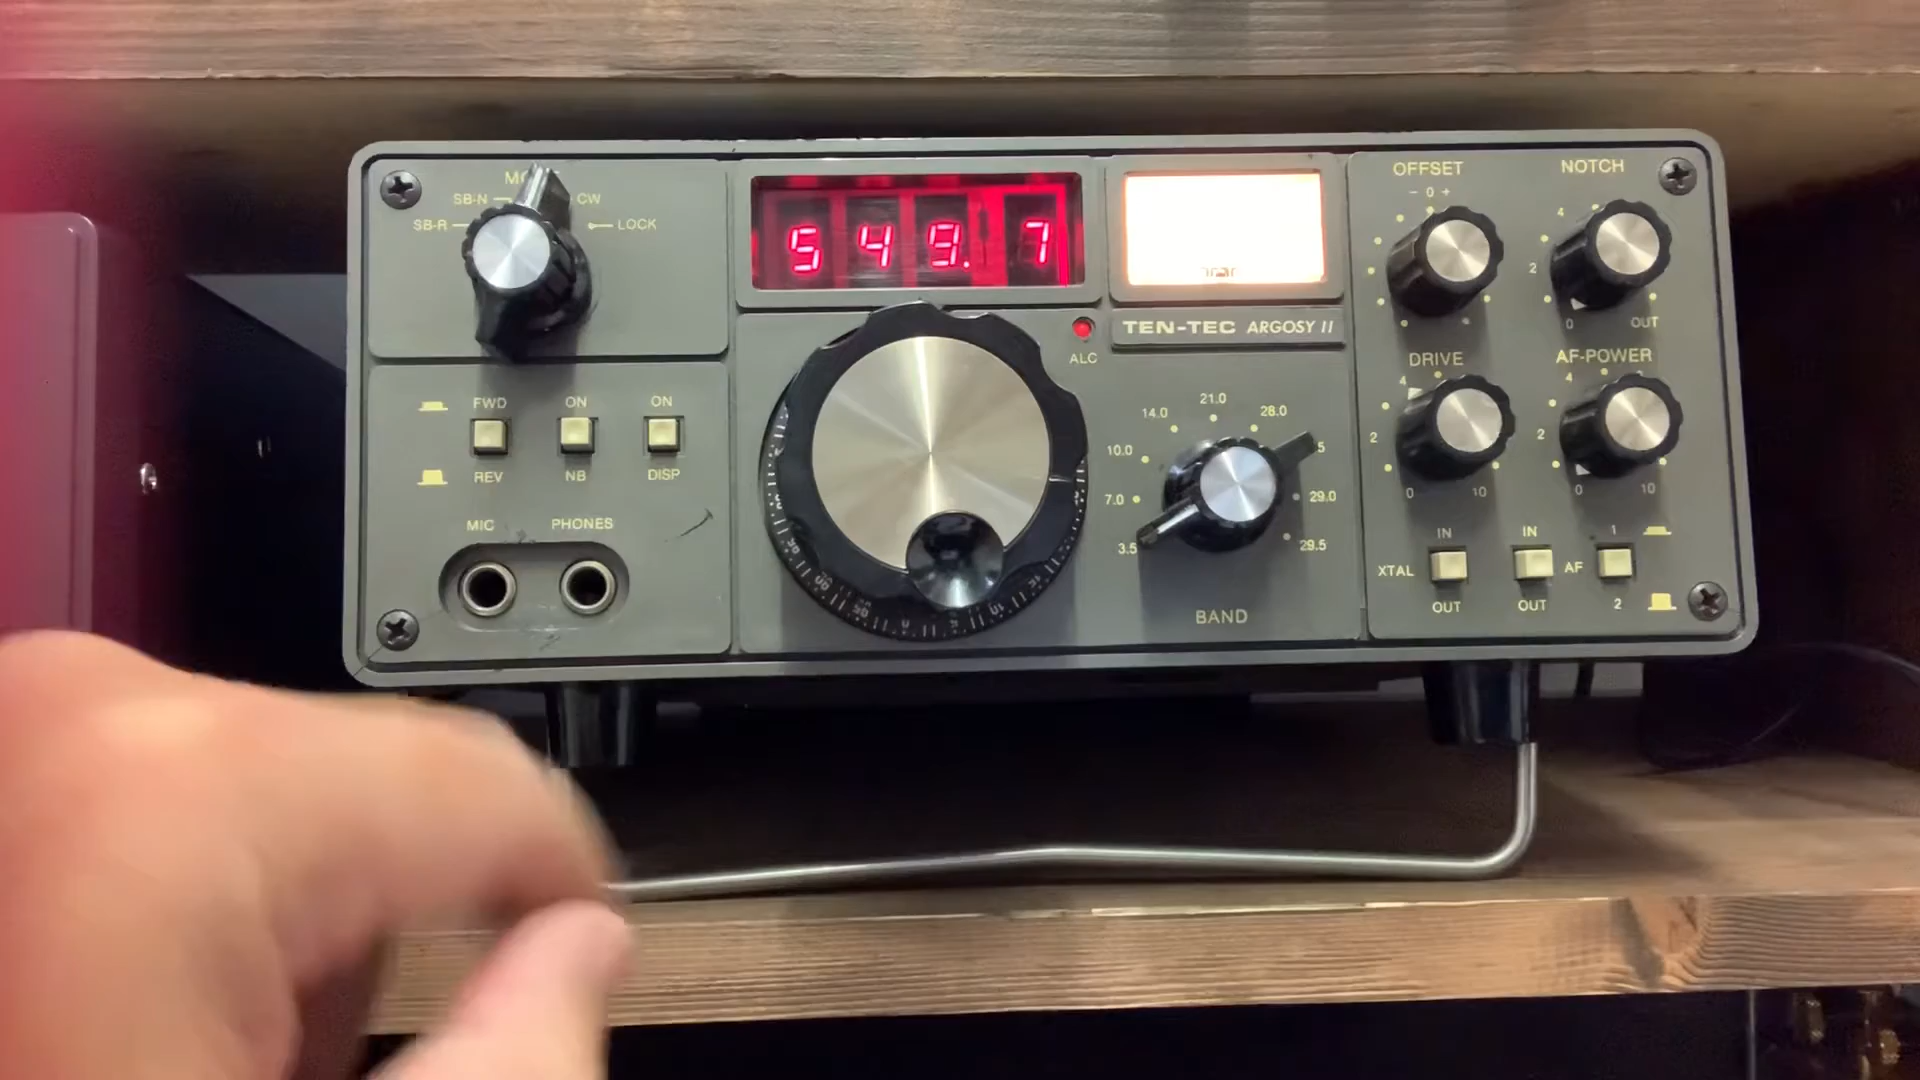 MO
SB-N
CW
SB-R
LOCK
549.7
OFFSET
- 0 +
NOTCH
4
2
0
OUT
TEN-TEC ARGOSY II
ALC
DRIVE
4
2
0
10
AF-POWER
4
2
0
10
FWD
ON
ON
REV
NB
DISP
MIC
PHONES
21.0
14.0
28.0
10.0
5
7.0
29.0
3.5
29.5
BAND
IN
IN
1
XTAL
AF
OUT
OUT
2